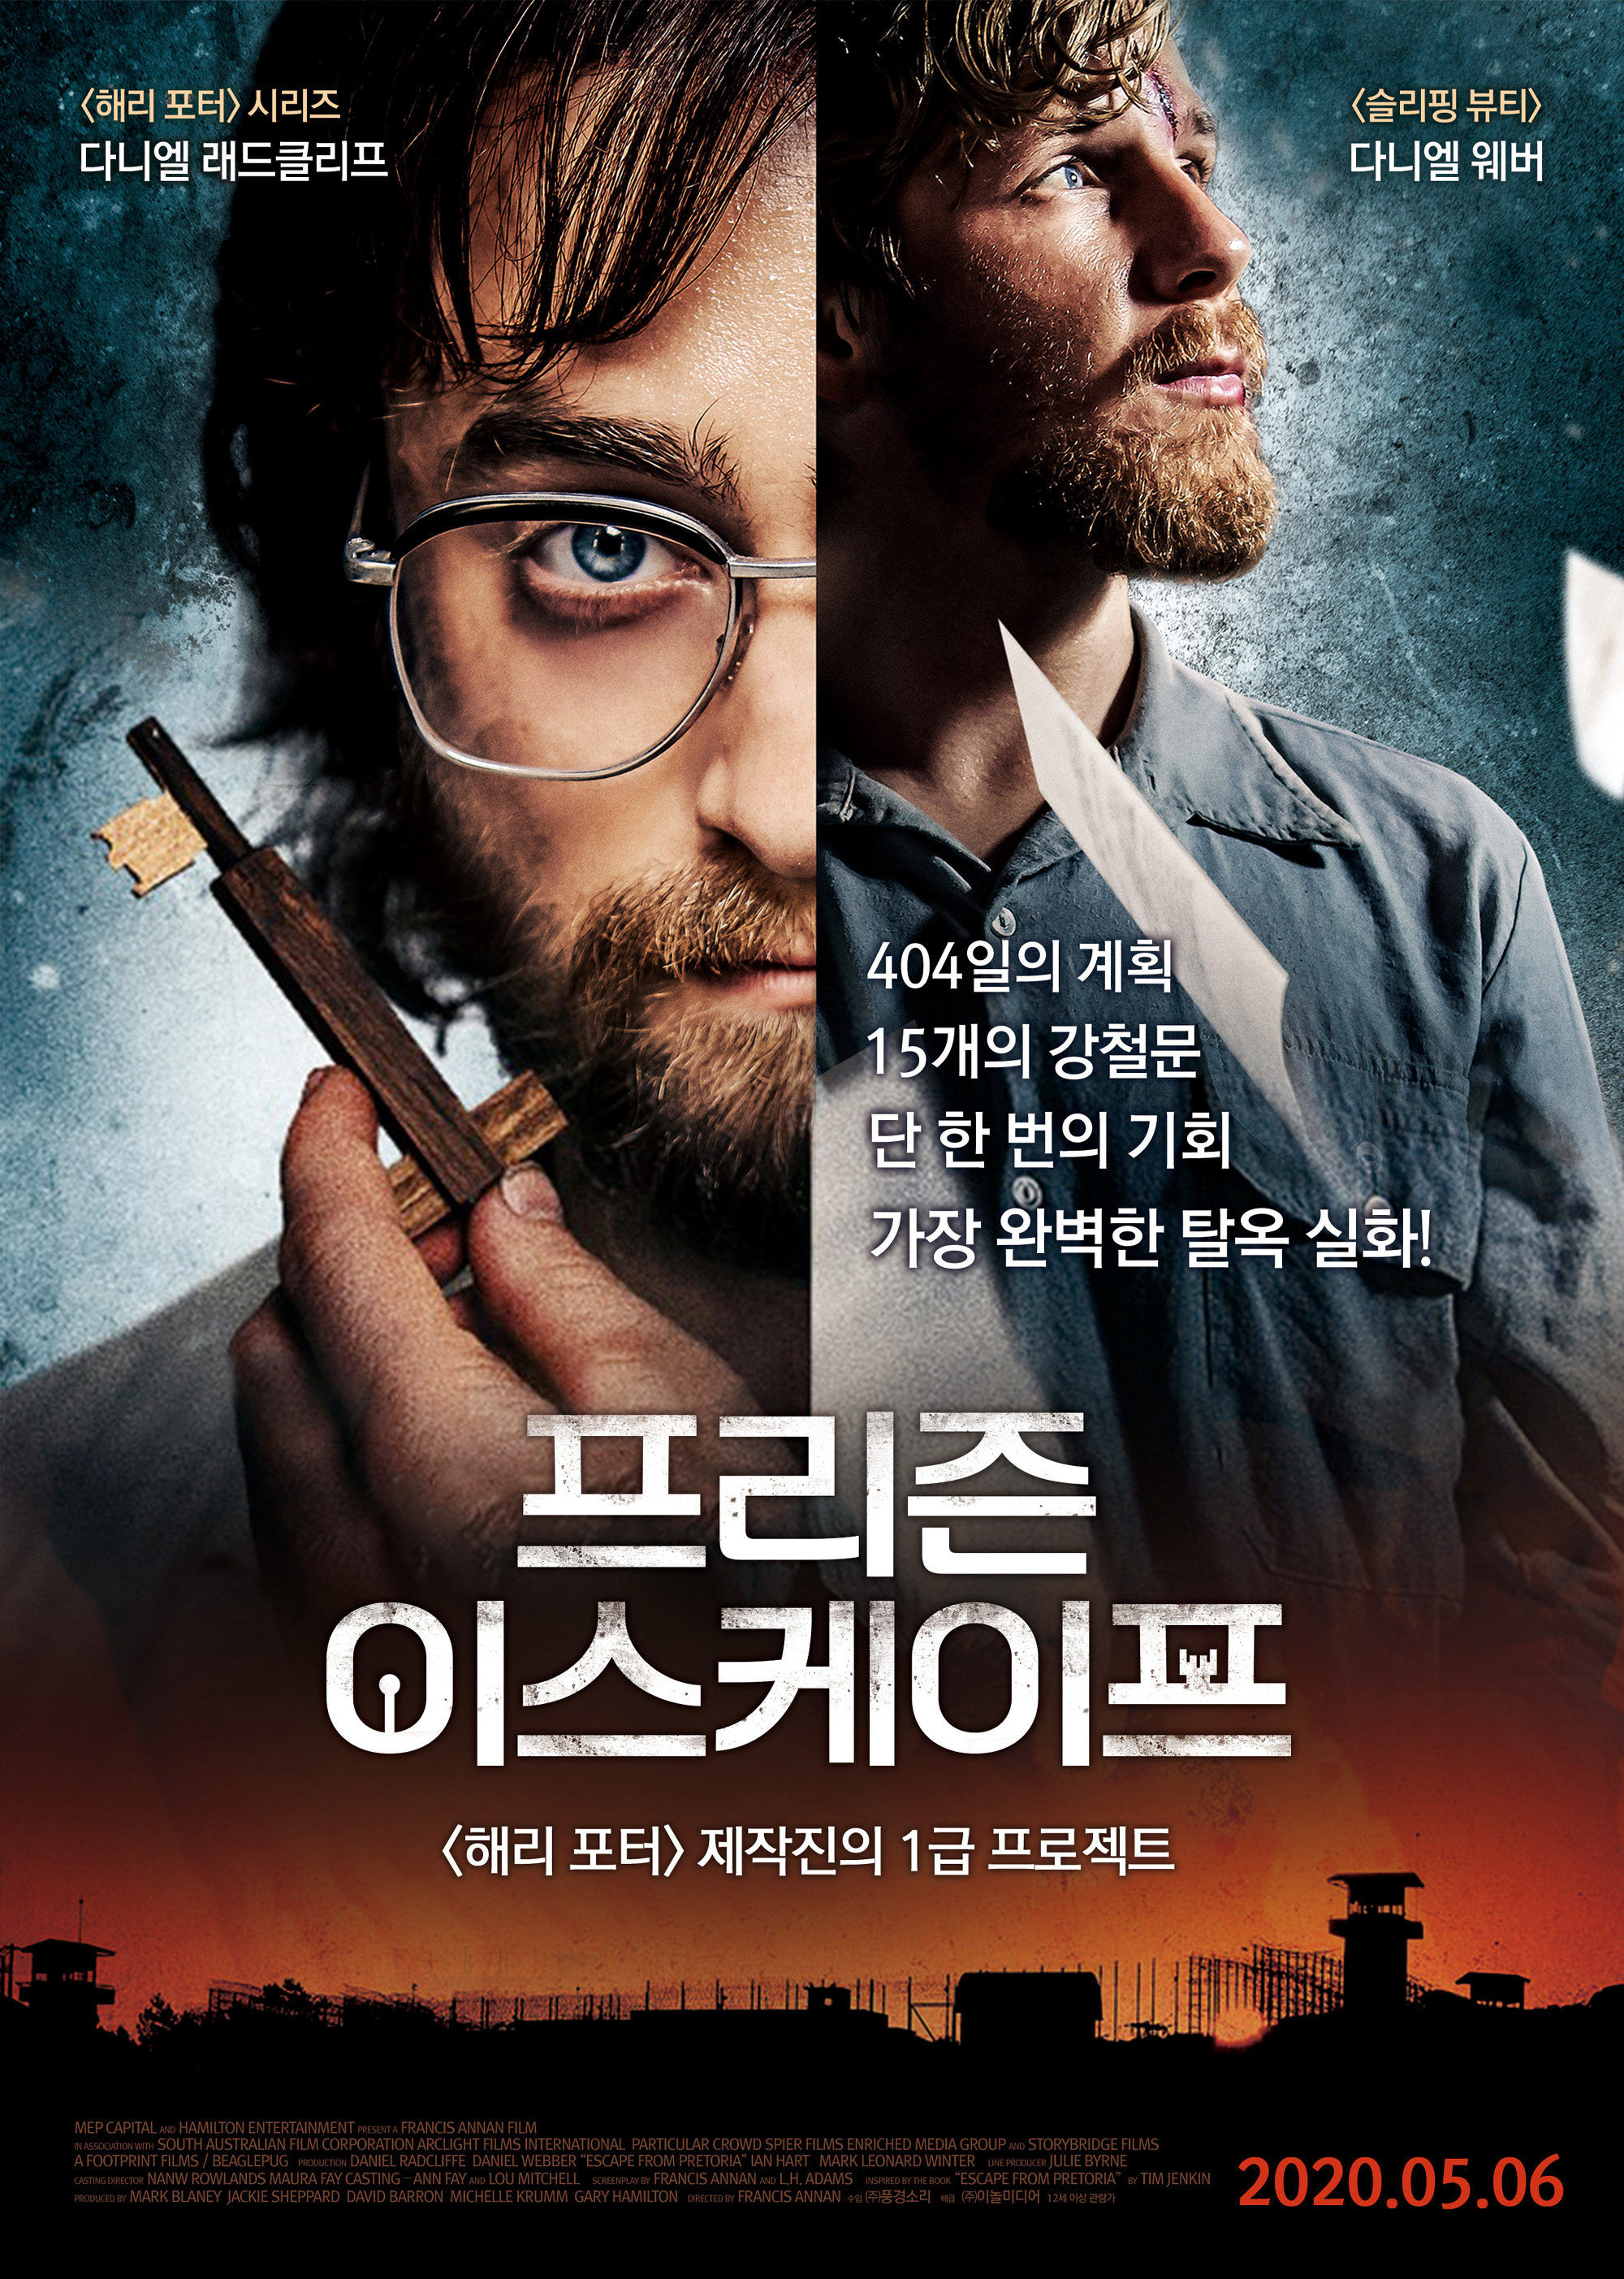 <해리 포터> 시리즈
다니엘 래드클리프
<슬리핑 뷰티>
다니엘 웨버
404일의 계획
15개의 강철문
단 한 번의 기회
가장 완벽한 탈옥 실화!
프리즌
이스케이프
<해리 포터> 제작진의 1급 프로젝트
MEP CAPITAL AND HAMILTON ENTERTAINMENT PRESENT A FRANCIS ANNAN FILM
IN ASSOCIATION WITH SOUTH AUSTRALIAN FILM CORPORATION ARCLIGHT FILMS INTERNATIONAL PARTICULAR CROWD SPIER FILMS ENRICHED MEDIA GROUP AND STORYBRIDGE FILMS
A FOOTPRINT FILMS / BEAGLEPUG PRODUCTION DANIEL RADCLIFFE DANIEL WEBBER "ESCAPE FROM PRETORIA" IAN HART MARK LEONARD WINTER LINE PRODUCER JULIE BYRNE
CASTING DIRECTOR NANW ROWLANDS MAURA FAY CASTING – ANN FAY AND LOU MITCHELL SCREENPLAY BY FRANCIS ANNAN AND L.H. ADAMS INSPIRED BY THE BOOK "ESCAPE FROM PRETORIA" BY TIM JENKIN
PRODUCED BY MARK BLANEY JACKIE SHEPPARD DAVID BARRON MICHELLE KRUMM GARY HAMILTON DIRECTED BY FRANCIS ANNAN 수입 (주)풍경소리 배급 (주)이놀미디어 12세 이상 관람가
2020.05.06